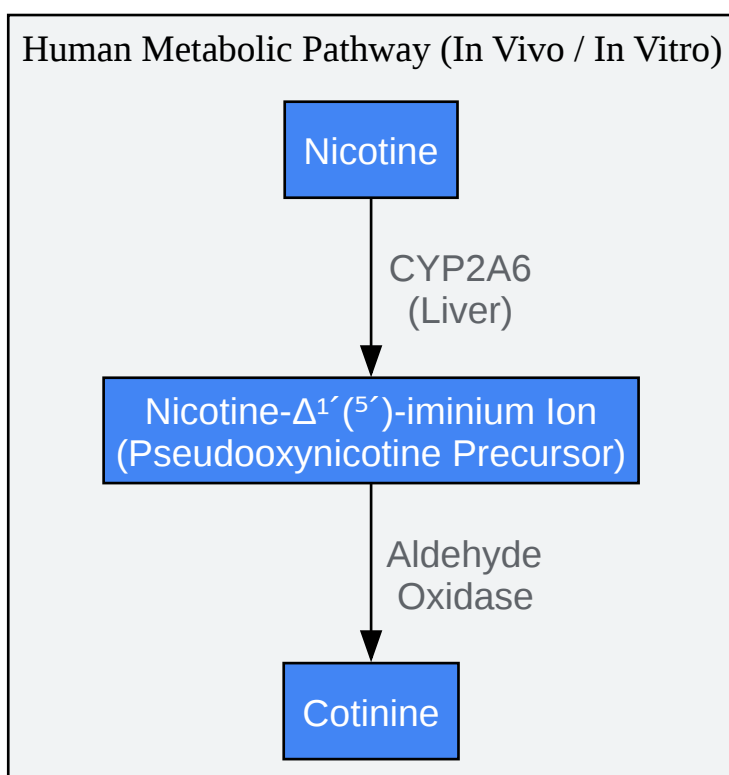 Human Metabolic Pathway (In Vivo / In Vitro)
Nicotine
CYP2A6
(Liver)
Nicotine-Δ¹´(⁵´)-iminium Ion
(Pseudooxynicotine Precursor)
Aldehyde
Oxidase
Cotinine